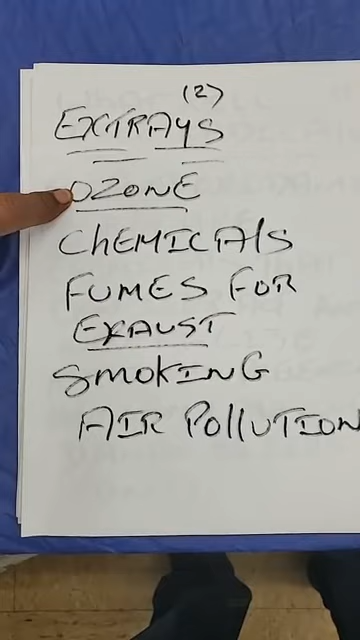 (2)
EXTRAYS
OZONE
CHEMICAlS
FUMES FOR
EXAUST
SMOKING
AIR POllUTION